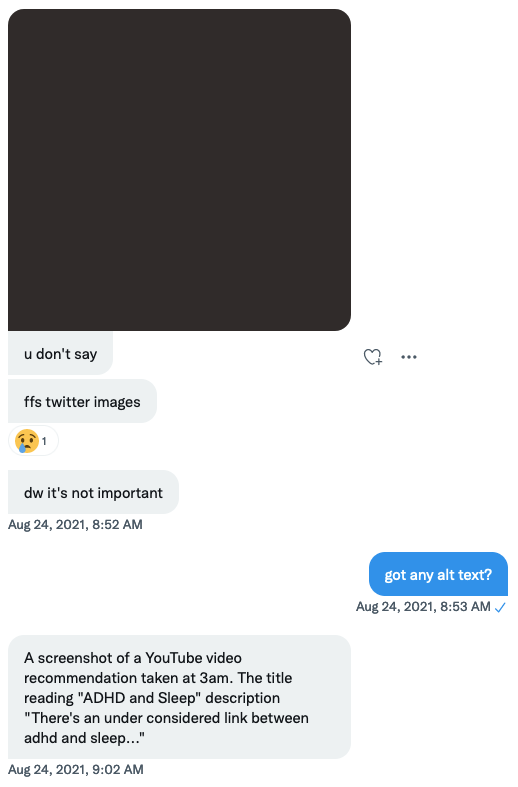 u don't say
ffs twitter images
😢 1
dw it's not important
Aug 24, 2021, 8:52 AM
got any alt text?
Aug 24, 2021, 8:53 AM ✓
A screenshot of a YouTube video
recommendation taken at 3am. The title
reading "ADHD and Sleep" description
"There's an under considered link between
adhd and sleep..."
Aug 24, 2021, 9:02 AM